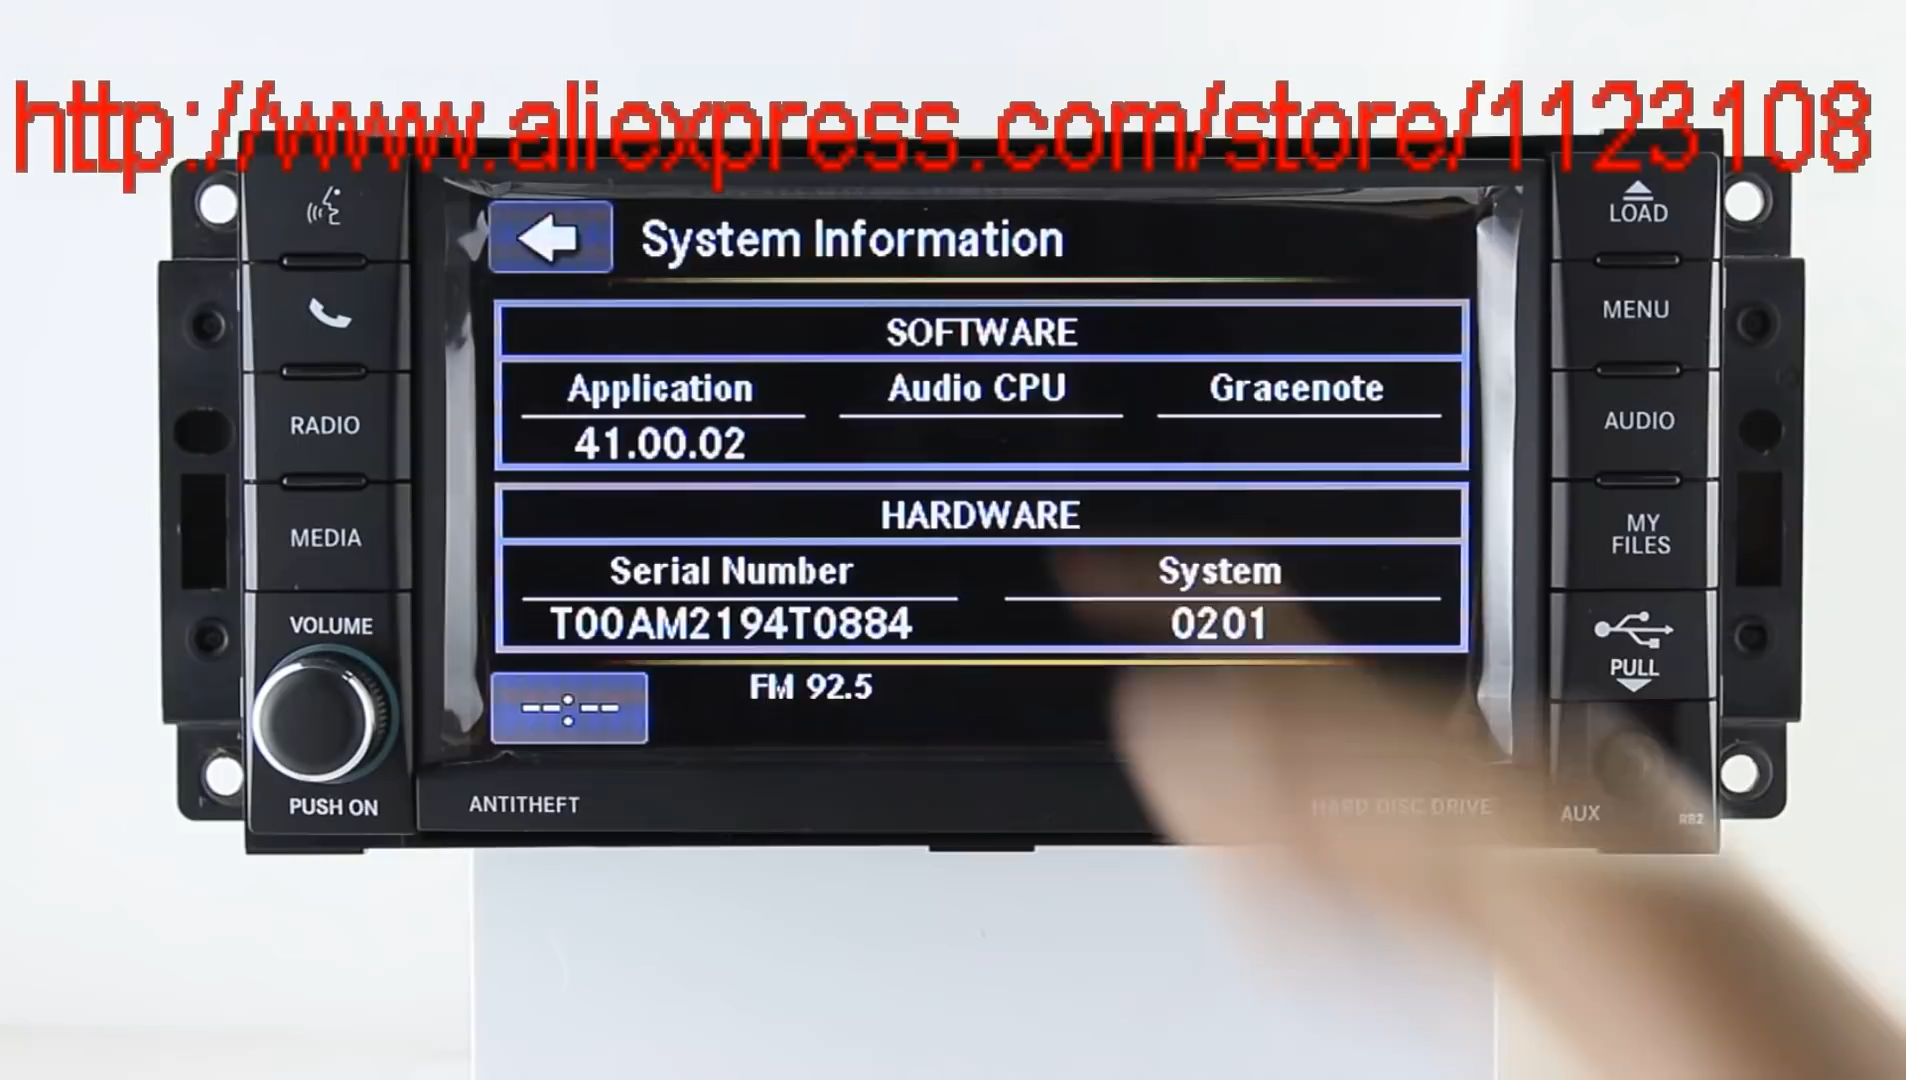 http://www.aliexpress.com/store/1123108
LOAD
System Information
MENU
SOFTWARE
Application Audio CPU Gracenote
RADIO
AUDIO
41.00.02
HARDWARE
MEDIA
MY
FILES
Serial Number System
T00AM2194T0884 0201
VOLUME
PULL
FM 92.5
--:--
PUSH ON
ANTITHEFT
HARD DISC DRIVE
AUX
RB2